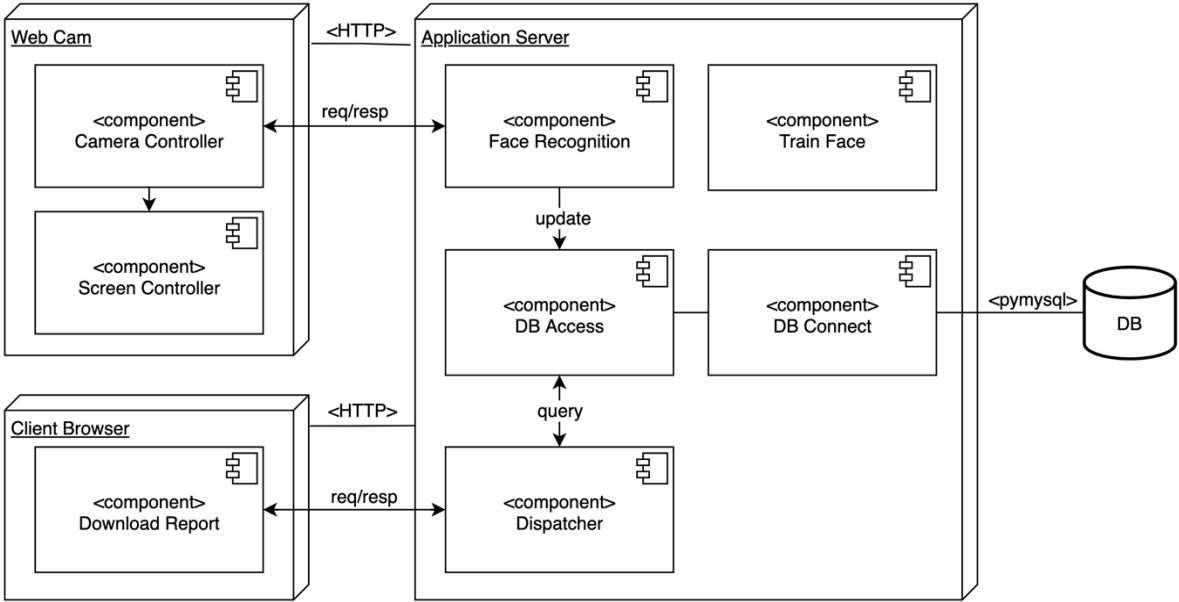 Web Cam
<component>
Camera Controller
<component>
Screen Controller
<HTTP>
req/resp
Application Server
<component>
Face Recognition
<component>
Train Face
update
<component>
DB Access
<component>
DB Connect
<pymysql>
DB
query
<component>
Dispatcher
Client Browser
<HTTP>
<component>
Download Report
req/resp